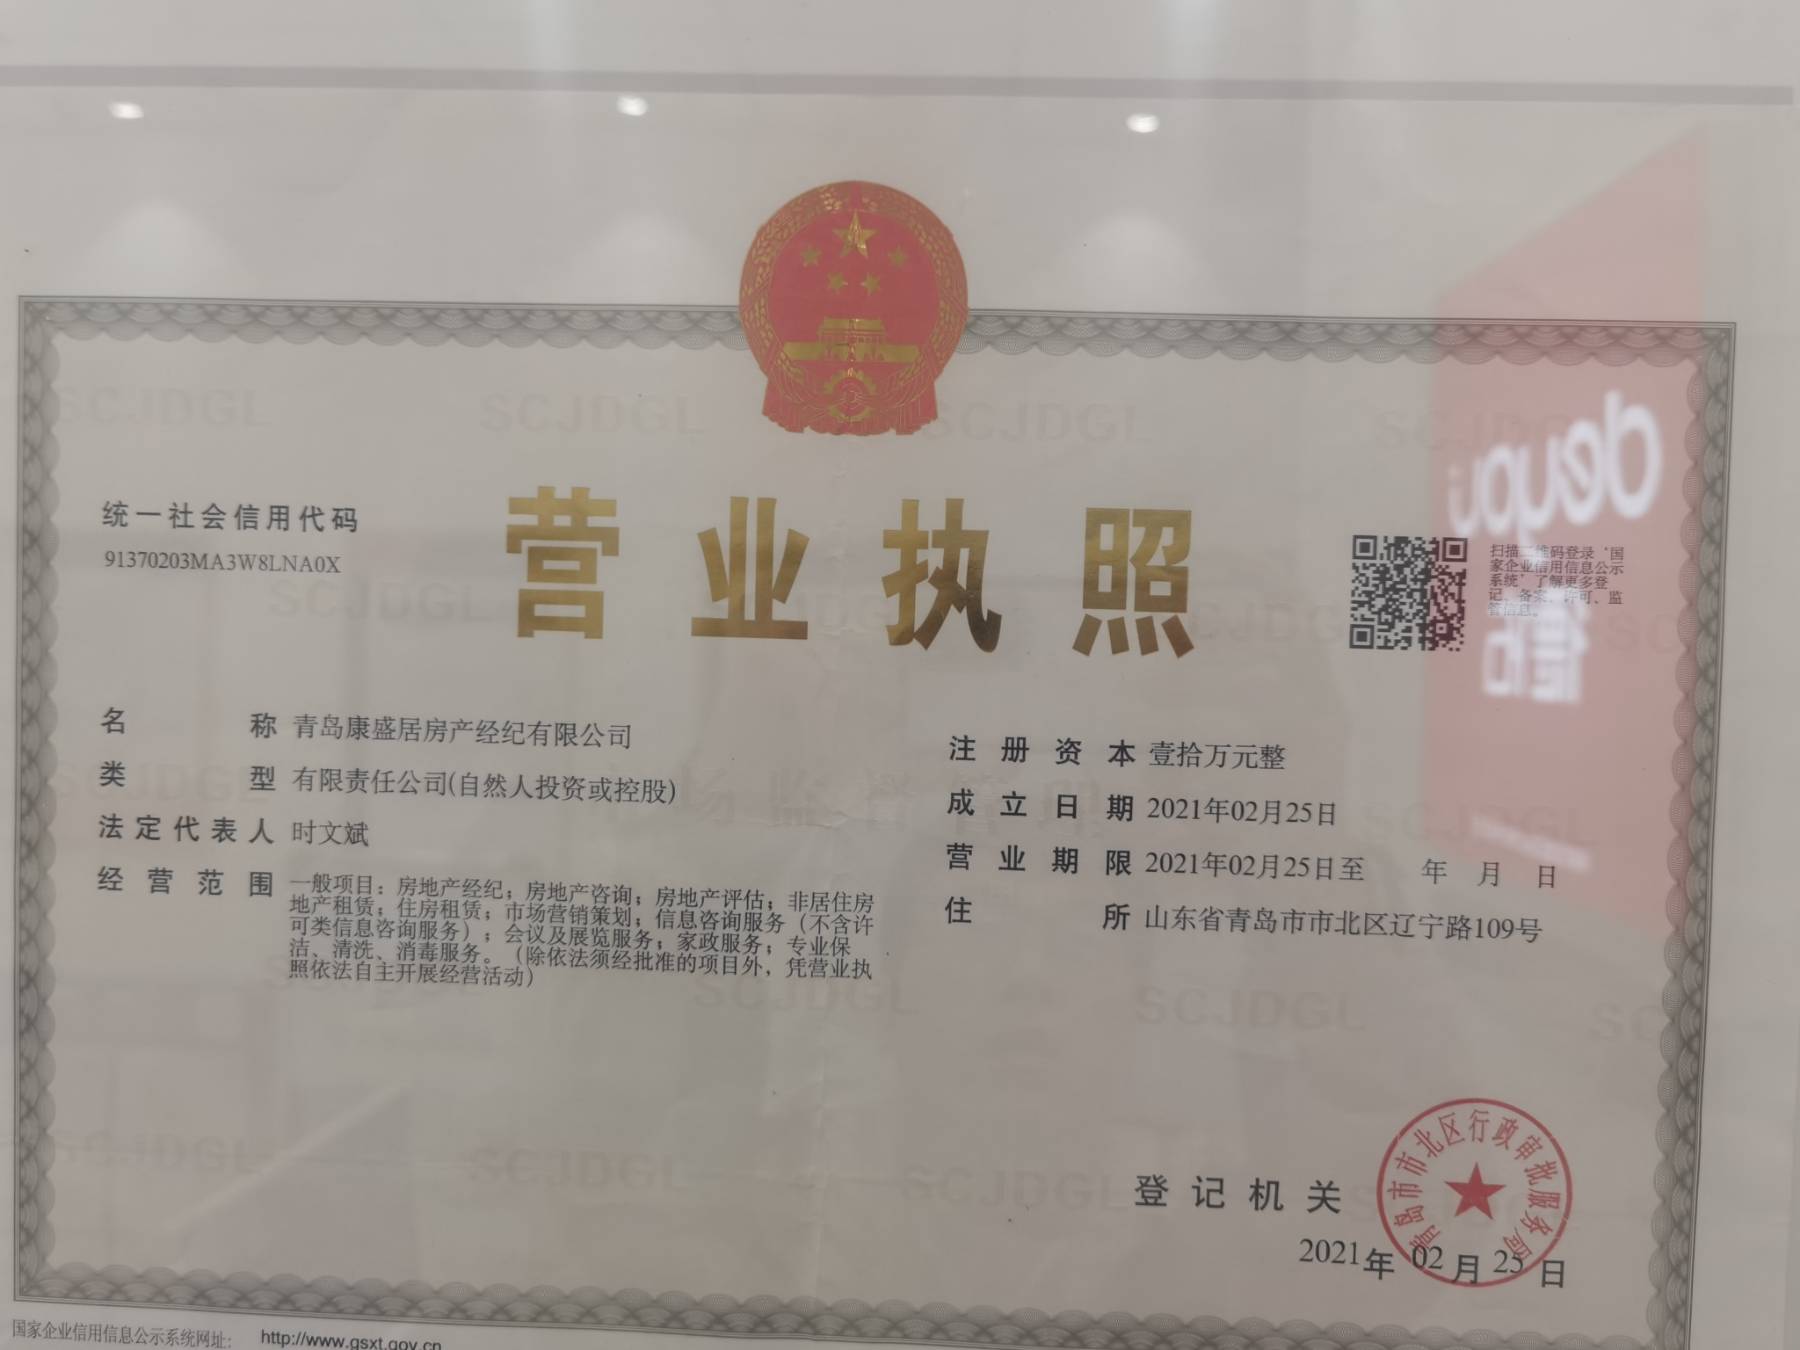 统一社会信用代码
91370203MA3W8LNA0X
营业执照
扫描二维码登录‘国
家企业信用信息公示
系统’了解更多登
记、备案、许可、监
管信息。
名称 青岛康盛居房产经纪有限公司
类型 有限责任公司(自然人投资或控股)
法定代表人 时文斌
经营范围 一般项目：房地产经纪；房地产咨询；房地产评估；非居住房
地产租赁；住房租赁；市场营销策划；信息咨询服务（不含许
可类信息咨询服务）；会议及展览服务；家政服务；专业保
洁、清洗、消毒服务。（除依法须经批准的项目外，凭营业执
照依法自主开展经营活动）
注册资本 壹拾万元整
成立日期 2021年02月25日
营业期限 2021年02月25日至 年 月 日
住所 山东省青岛市市北区辽宁路109号
登记机关
青岛市市北区行政审批服务局
2021年02月25日
国家企业信用信息公示系统网址： http://www.gsxt.gov.cn
SCJDGL